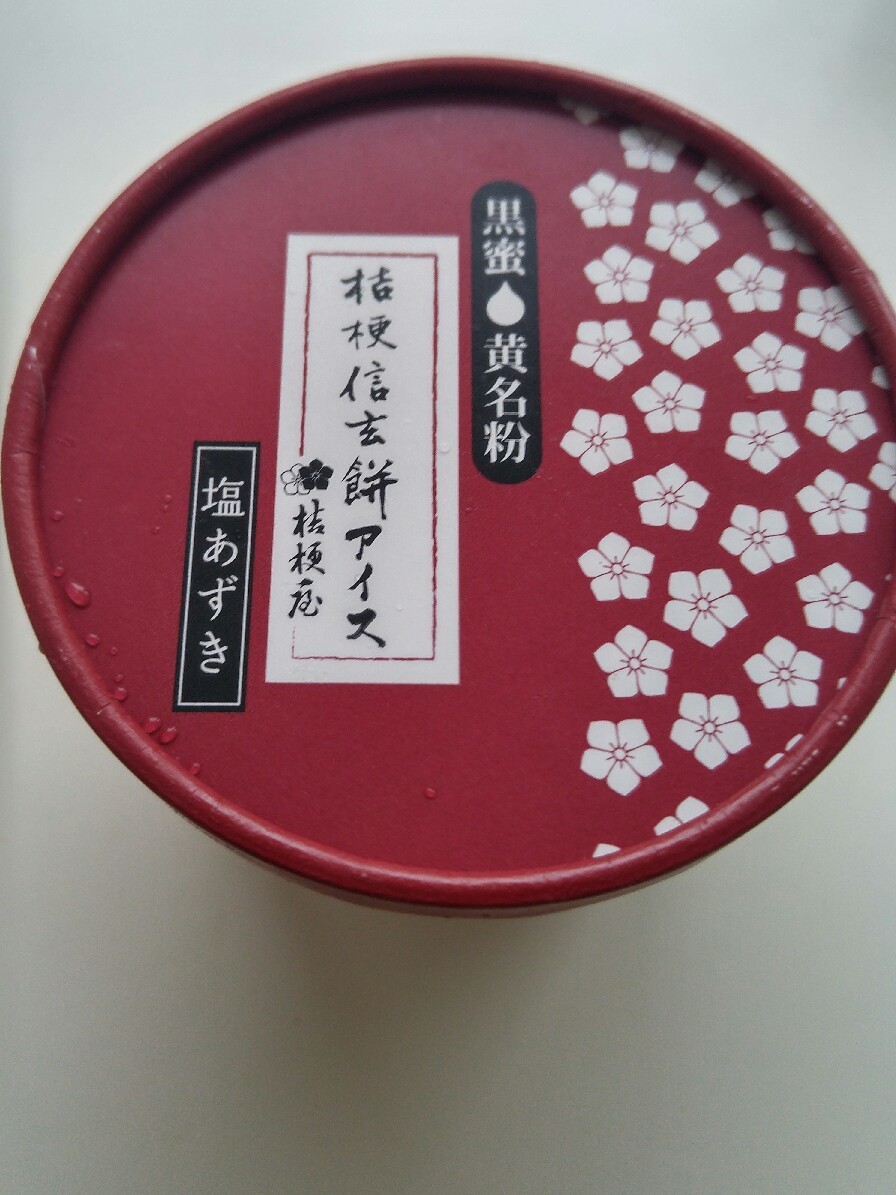 黒蜜 黄名粉
桔梗信玄餅アイス
桔梗屋
塩あずき